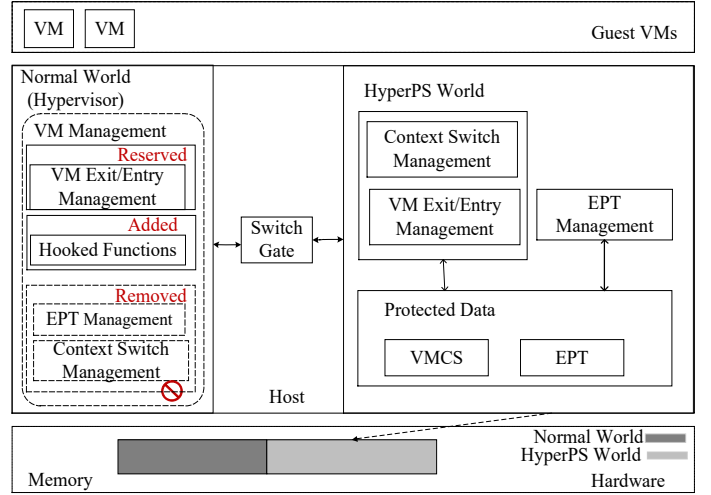 VM
VM
Guest VMs
Normal World
(Hypervisor)
VM Management
Reserved
VM Exit/Entry
Management
Added
Hooked Functions
Removed
EPT Management
Context Switch
Management
Switch
Gate
Host
HyperPS World
Context Switch
Management
VM Exit/Entry
Management
EPT
Management
Protected Data
VMCS
EPT
Normal World
HyperPS World
Memory
Hardware